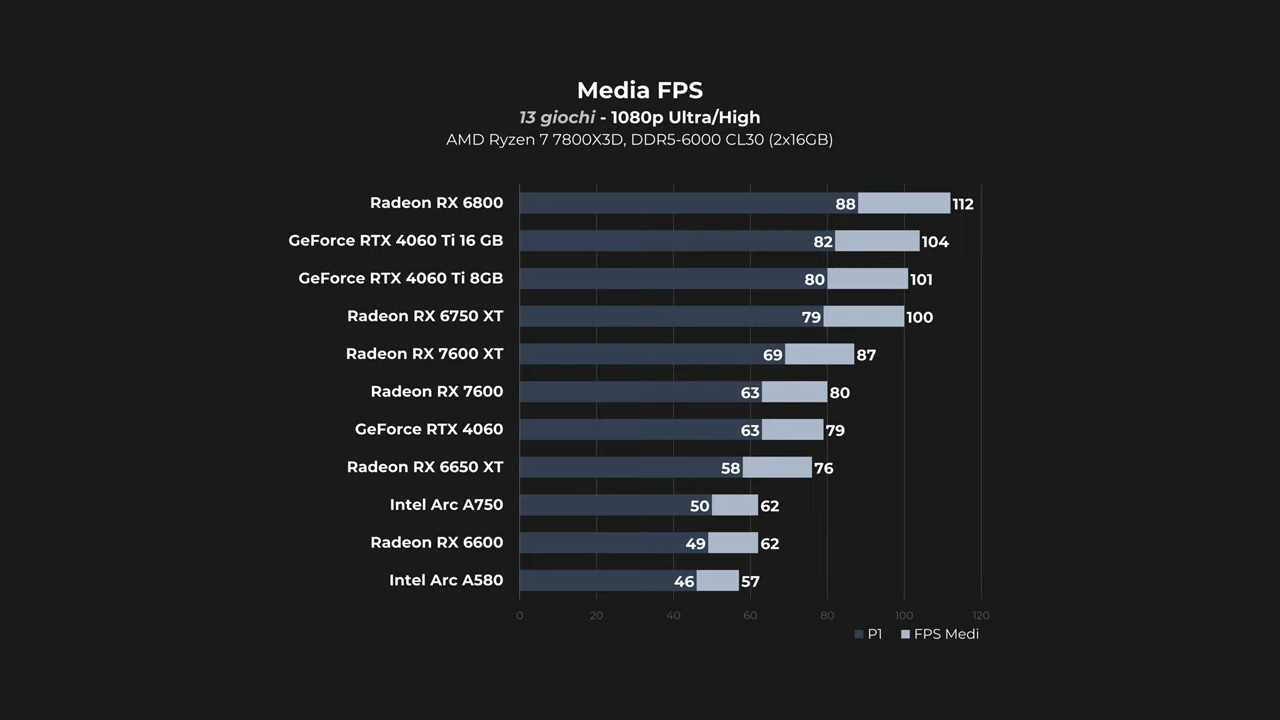 Media FPS
13 giochi - 1080p Ultra/High
AMD Ryzen 7 7800X3D, DDR5-6000 CL30 (2x16GB)
Radeon RX 6800 88 112
GeForce RTX 4060 Ti 16 GB 82 104
GeForce RTX 4060 Ti 8GB 80 101
Radeon RX 6750 XT 79 100
Radeon RX 7600 XT 69 87
Radeon RX 7600 63 80
GeForce RTX 4060 63 79
Radeon RX 6650 XT 58 76
Intel Arc A750 50 62
Radeon RX 6600 49 62
Intel Arc A580 46 57
0 20 40 60 80 100 120
P1 FPS Medi